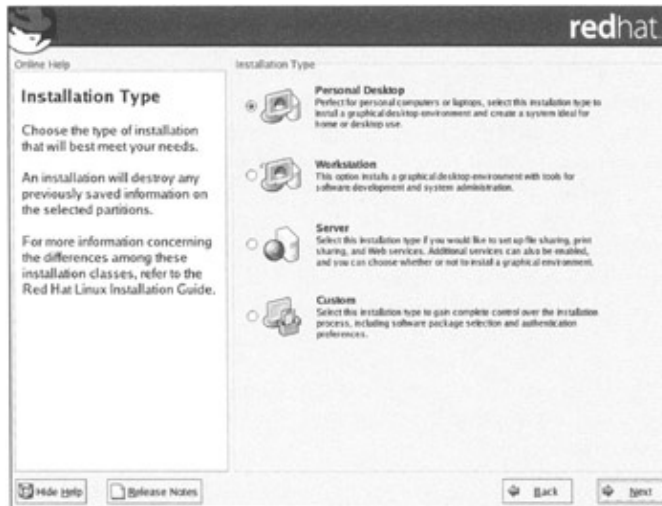 redhat.
Online Help
Installation Type
Choose the type of installation
that will best meet your needs.
An installation will destroy any
previously saved information on
the selected partitions.
For more information concerning
the differences among these
installation classes, refer to the
Red Hat Linux Installation Guide.
Installation Type
Personal Desktop
Perfect for personal computers or laptops, select this installation type to
install a graphical desktop environment and create a system ideal for
home or desktop use.
Workstation
This option installs a graphical desktop environment with tools for
software development and system administration.
Server
Select this installation type if you would like to set up file sharing, print
sharing, and Web services. Additional services can also be enabled,
and you can choose whether or not to install a graphical environment.
Custom
Select this installation type to gain complete control over the installation
process, including software package selection and authentication
preferences.
Hide Help
Release Notes
Back
Next